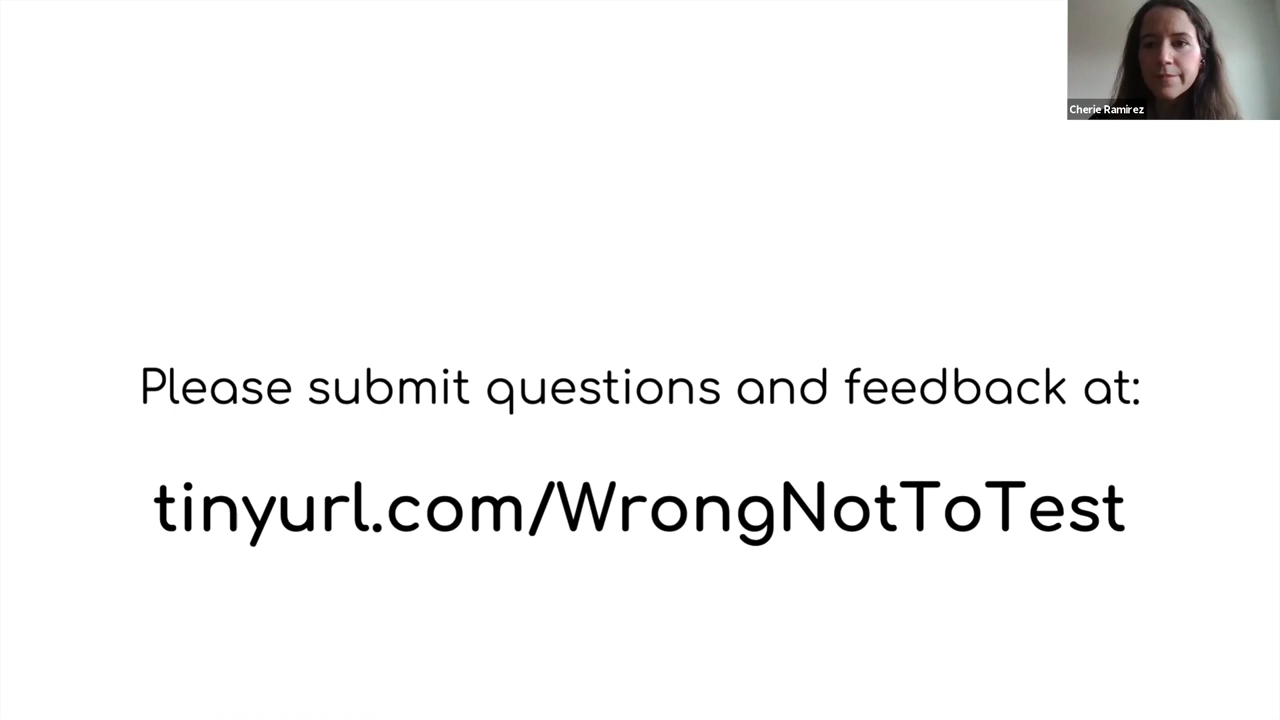 Cherie Ramirez
Please submit questions and feedback at:
tinyurl.com/WrongNotToTest